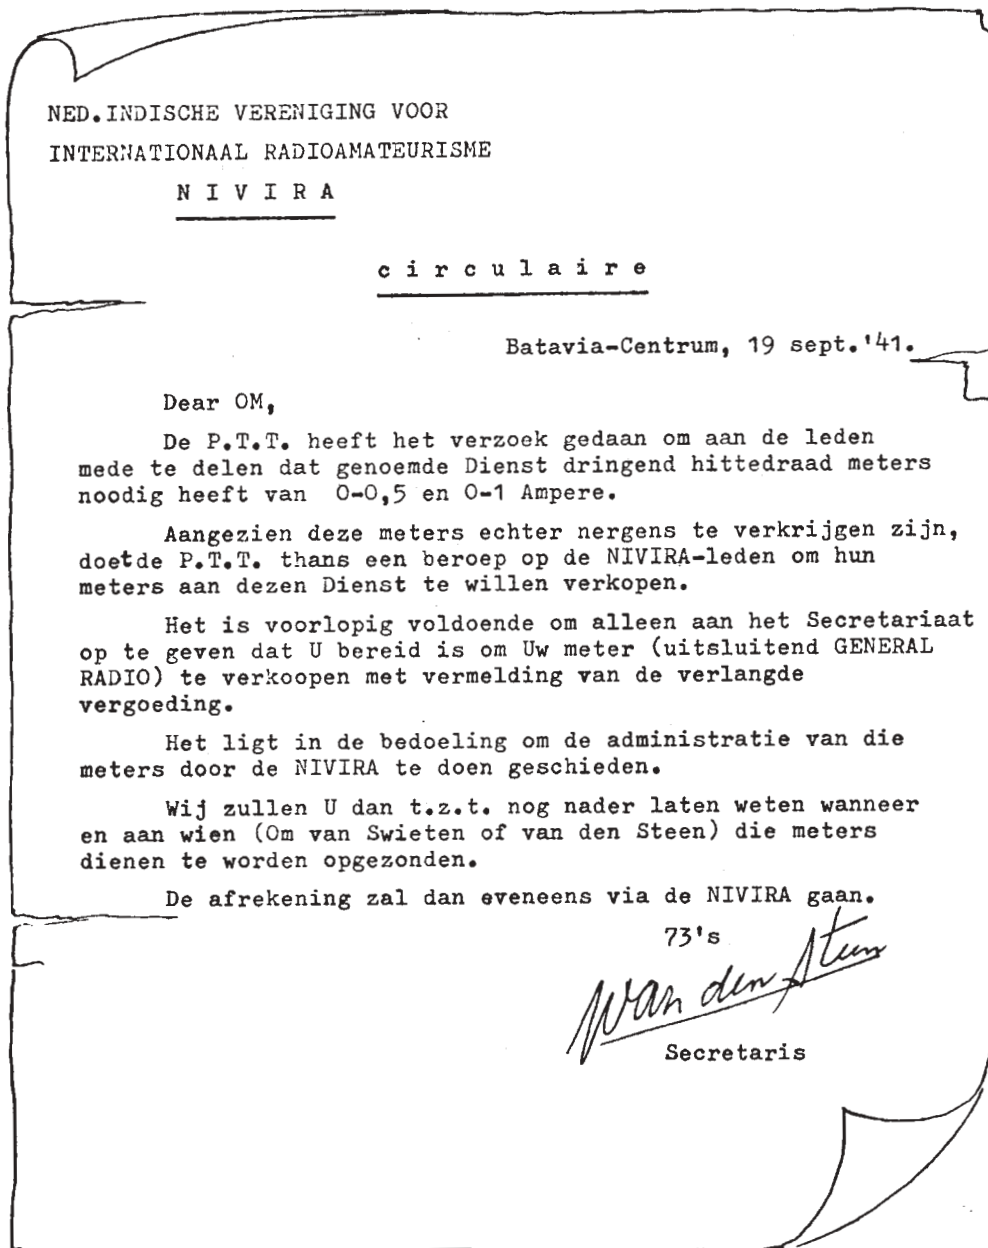 NED.INDISCHE VERENIGING VOOR
INTERNATIONAAL RADIOAMATEURISME
N I V I R A
c i r c u l a i r e
Batavia-Centrum, 19 sept.'41.
Dear OM,
De P.T.T. heeft het verzoek gedaan om aan de leden
mede te delen dat genoemde Dienst dringend hittedraad meters
noodig heeft van 0-0,5 en 0-1 Ampere.
Aangezien deze meters echter nergens te verkrijgen zijn,
doetde P.T.T. thans een beroep op de NIVIRA-leden om hun
meters aan dezen Dienst te willen verkopen.
Het is voorlopig voldoende om alleen aan het Secretariaat
op te geven dat U bereid is om Uw meter (uitsluitend GENERAL
RADIO) te verkoopen met vermelding van de verlangde
vergoeding.
Het ligt in de bedoeling om de administratie van die
meters door de NIVIRA te doen geschieden.
Wij zullen U dan t.z.t. nog nader laten weten wanneer
en aan wien (Om van Swieten of van den Steen) die meters
dienen te worden opgezonden.
De afrekening zal dan eveneens via de NIVIRA gaan.
73's
van den Steen
Secretaris